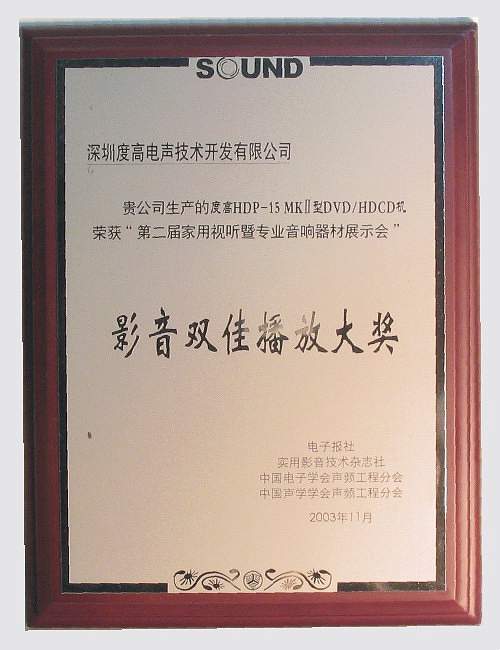 SOUND
深圳度高电声技术开发有限公司
贵公司生产的度高HDP-15 MKⅡ型DVD/HDCD机
荣获“第二届家用视听暨专业音响器材展示会”
影音双佳播放大奖
电子报社
实用影音技术杂志社
中国电子学会声频工程分会
中国声学学会声频工程分会
2003年11月